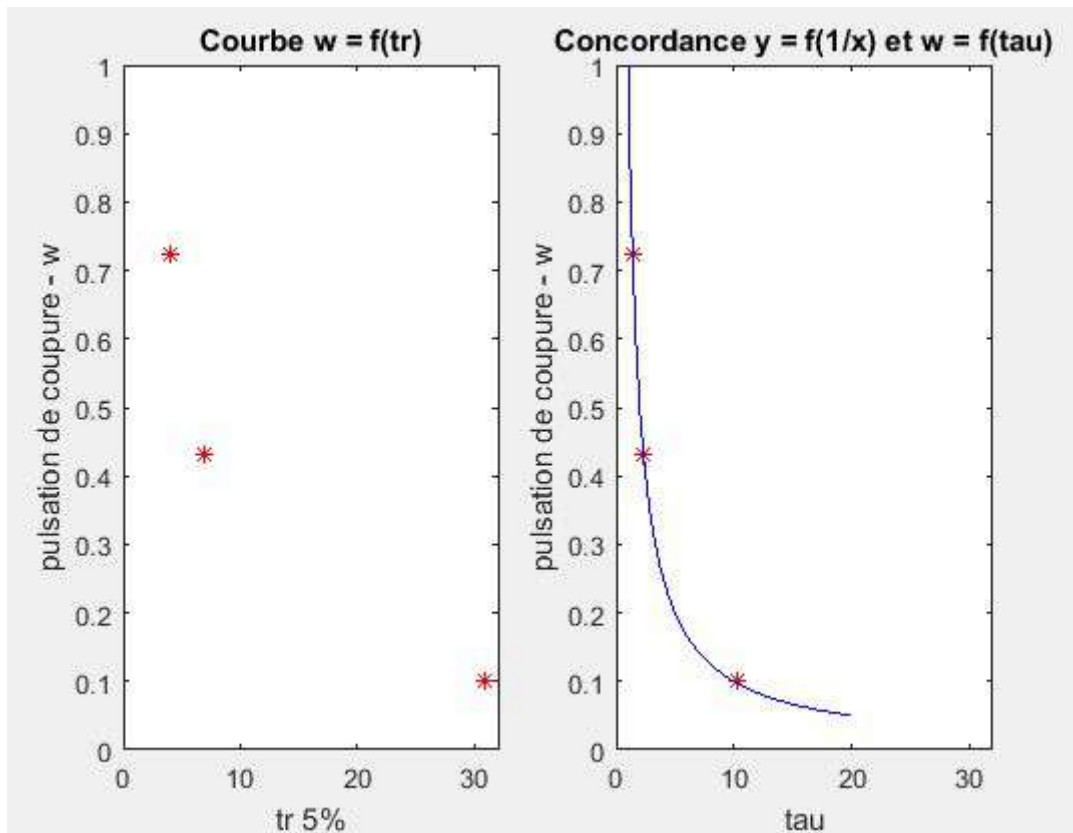 Courbe w = f(tr)
pulsation de coupure - w
1
0.9
0.8
0.7
0.6
0.5
0.4
0.3
0.2
0.1
0
0 10 20 30
tr 5%
Concordance y = f(1/x) et w = f(tau)
pulsation de coupure - w
1
0.9
0.8
0.7
0.6
0.5
0.4
0.3
0.2
0.1
0
0 10 20 30
tau